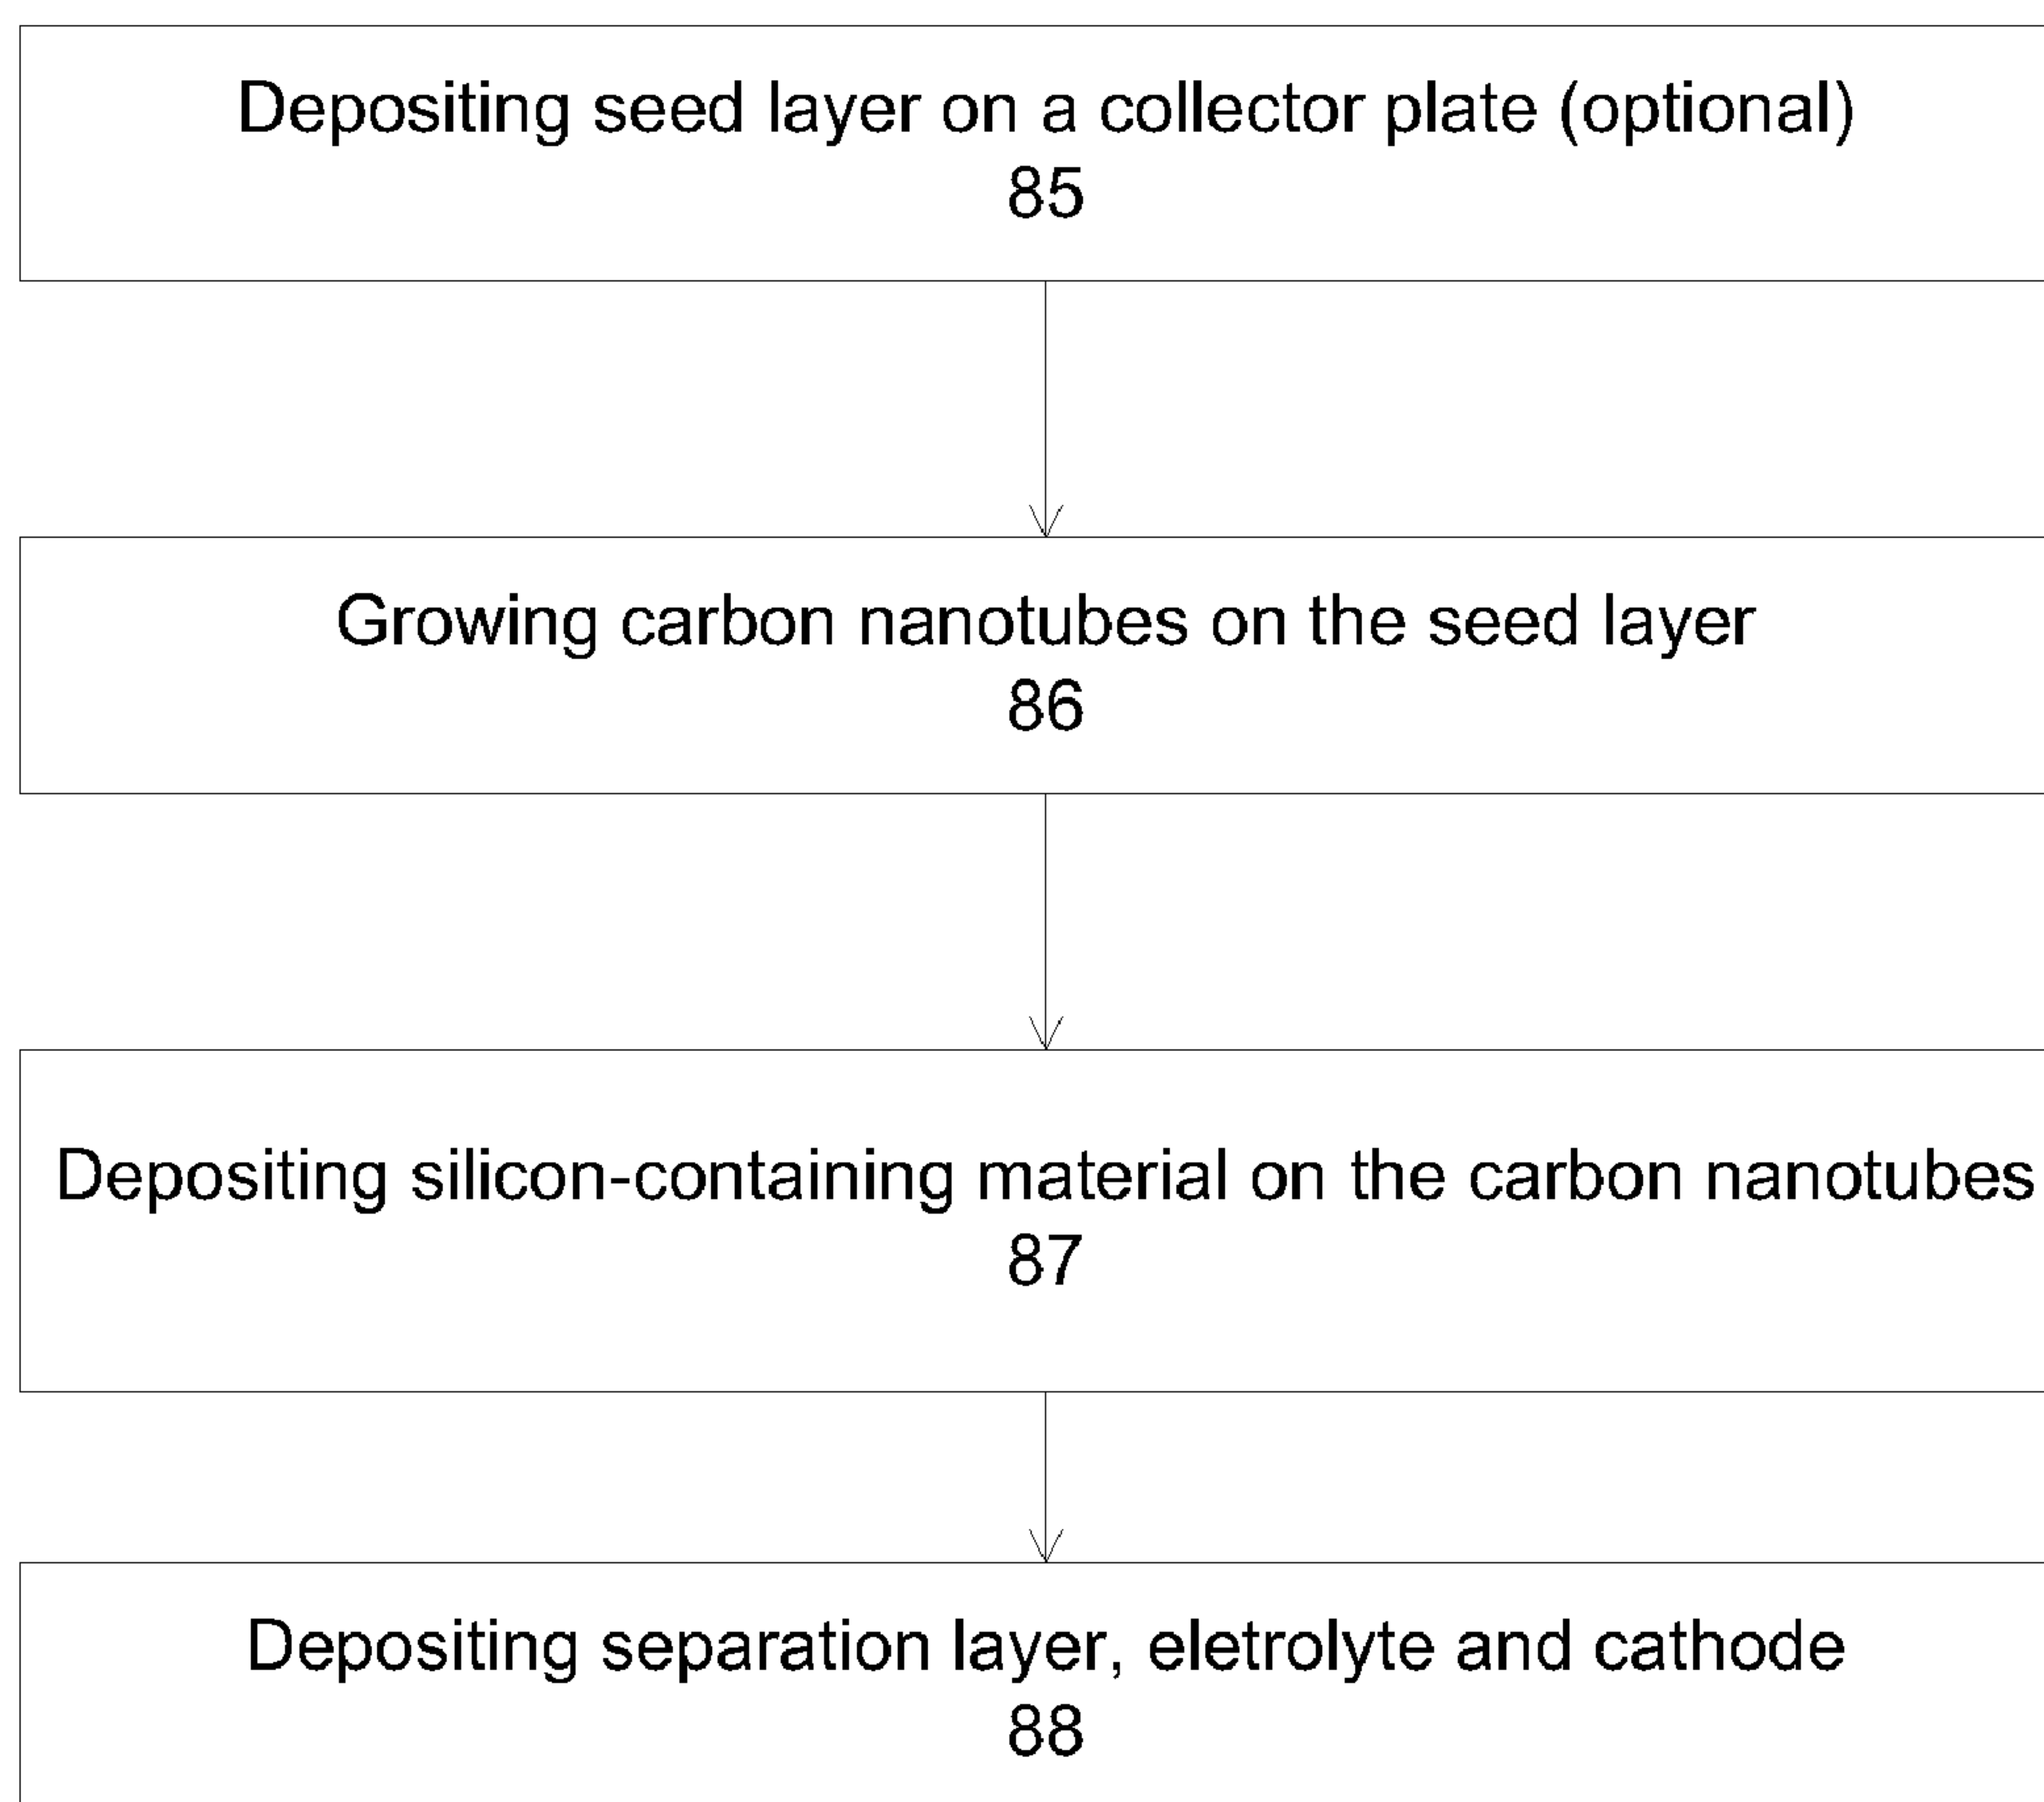 Depositing seed layer on a collector plate (optional)
85
Growing carbon nanotubes on the seed layer
86
Depositing silicon-containing material on the carbon nanotubes
87
Depositing separation layer, eletrolyte and cathode
88